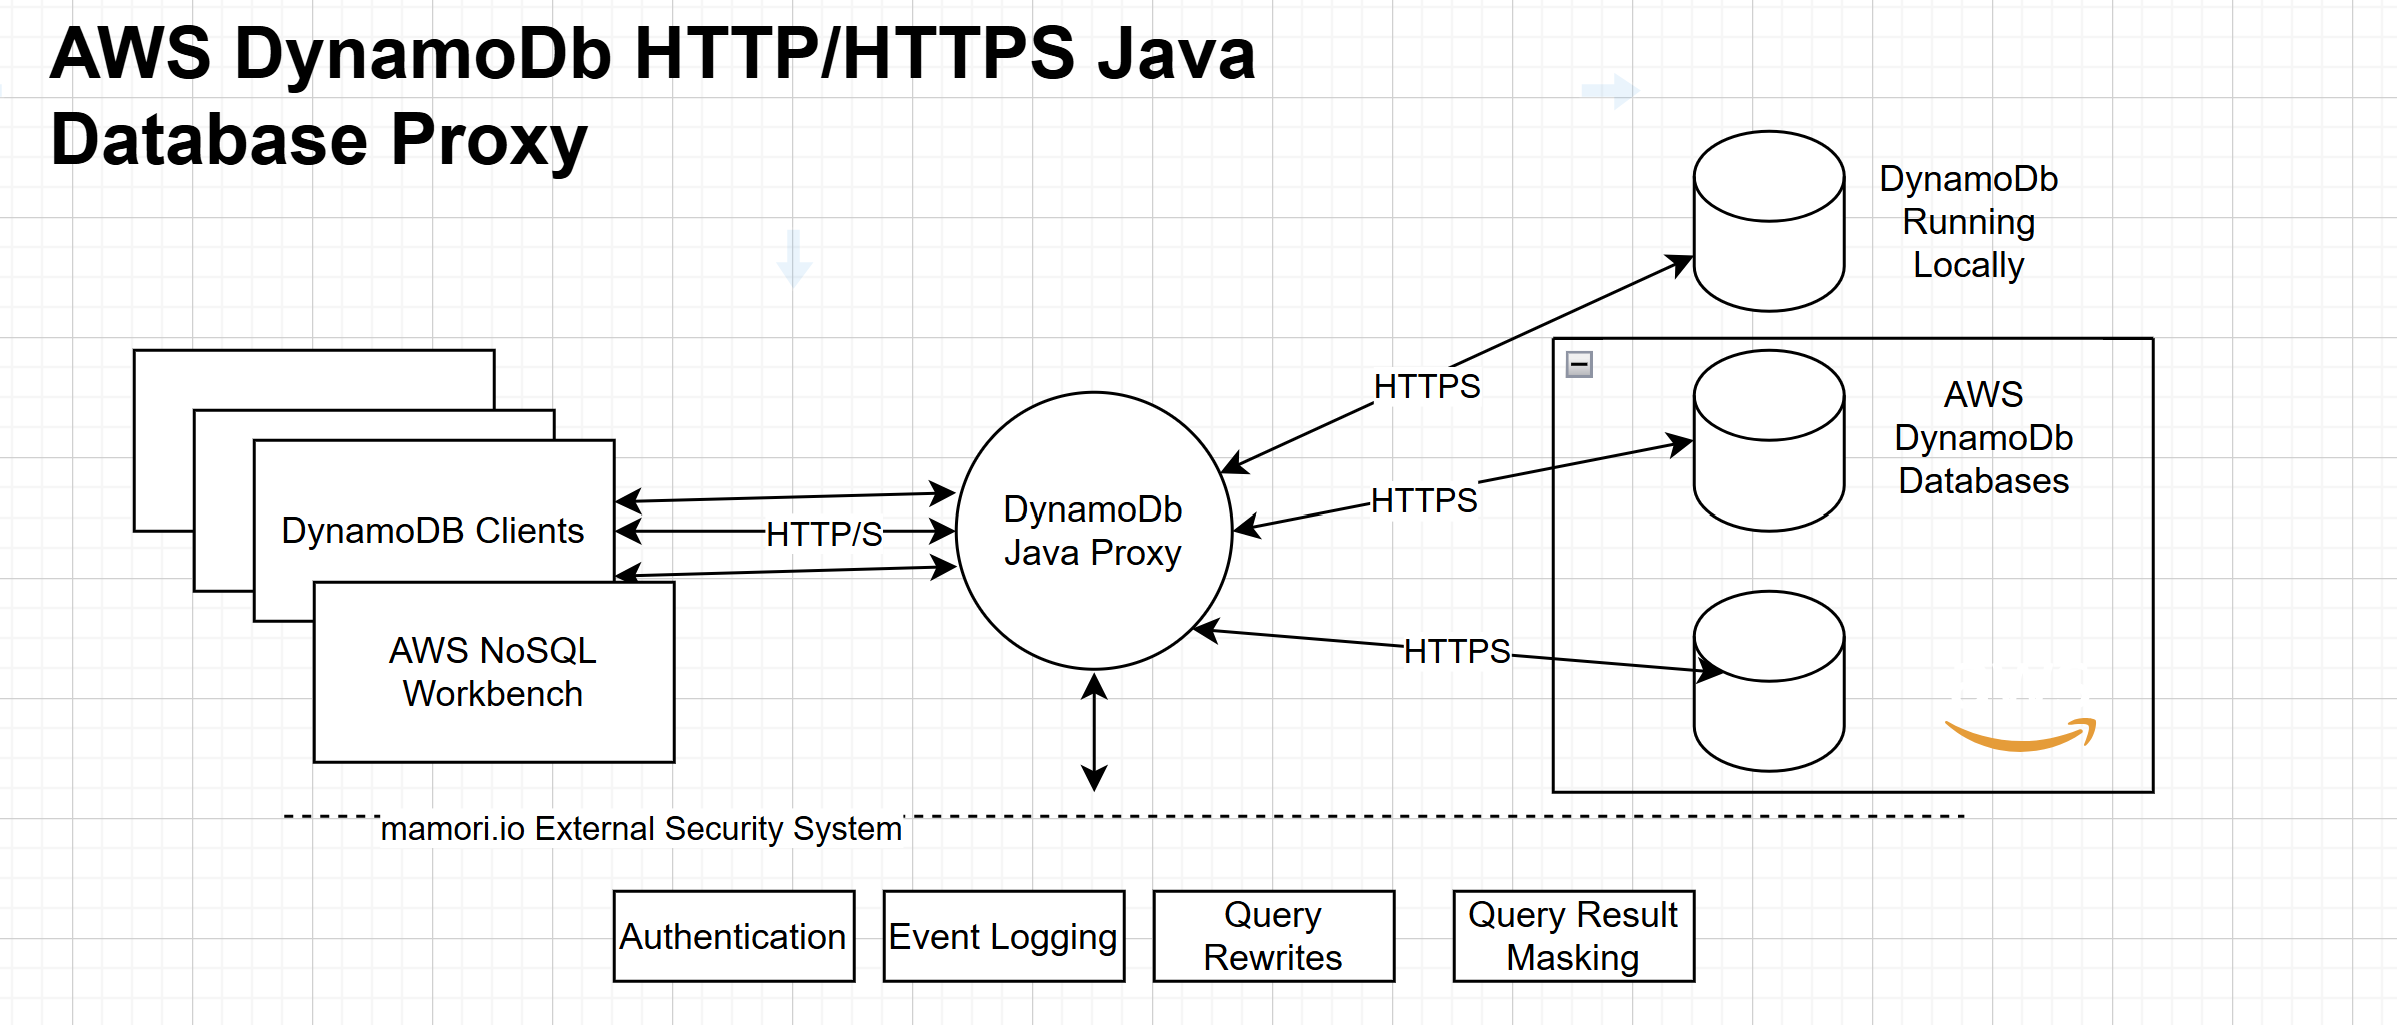 AWS DynamoDb HTTP/HTTPS Java
Database Proxy
DynamoDb
Running
Locally
HTTPS
AWS
DynamoDb
Databases
HTTPS
DynamoDB Clients
HTTP/S
DynamoDb
Java Proxy
HTTPS
AWS NoSQL
Workbench
mamori.io External Security System
Authentication
Event Logging
Query
Rewrites
Query Result
Masking